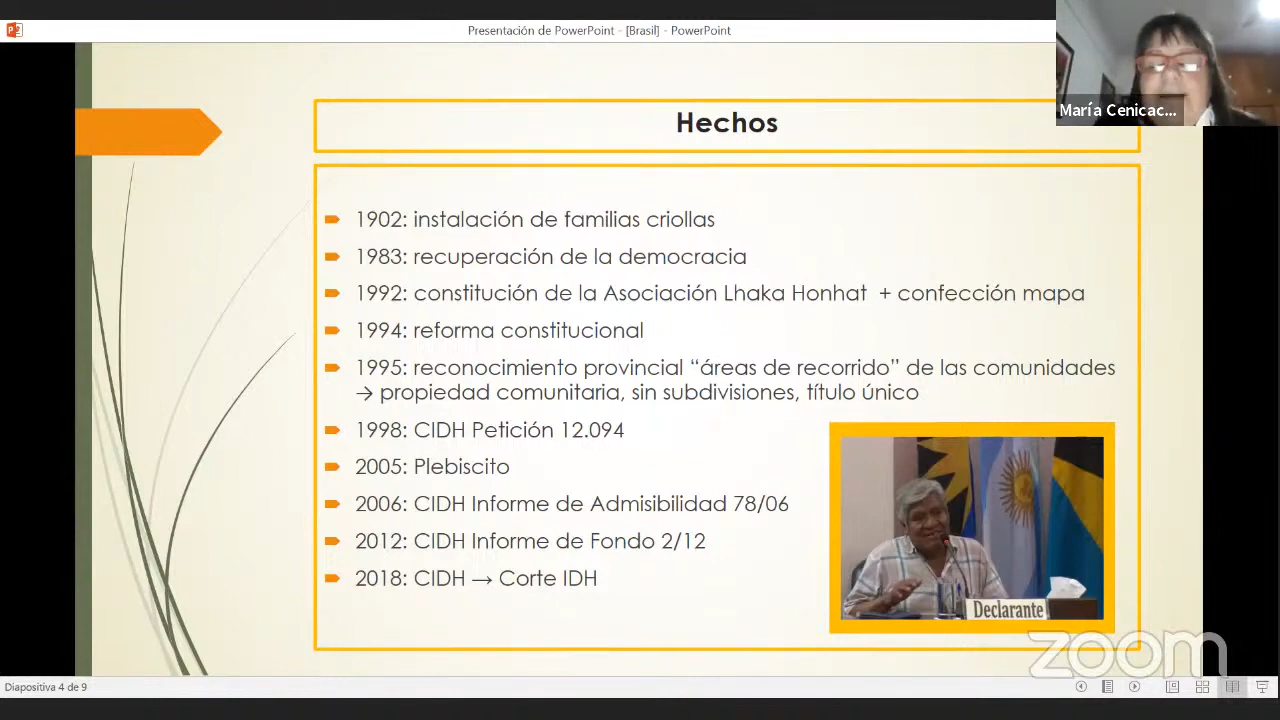 Presentación de PowerPoint - [Brasil] - PowerPoint
María Cenicac...
Hechos
1902: instalación de familias criollas
1983: recuperación de la democracia
1992: constitución de la Asociación Lhaka Honhat + confección mapa
1994: reforma constitucional
1995: reconocimiento provincial “áreas de recorrido” de las comunidades
→ propiedad comunitaria, sin subdivisiones, título único
1998: CIDH Petición 12.094
2005: Plebiscito
2006: CIDH Informe de Admisibilidad 78/06
2012: CIDH Informe de Fondo 2/12
2018: CIDH → Corte IDH
Declarante
zoom
Diapositiva 4 de 9